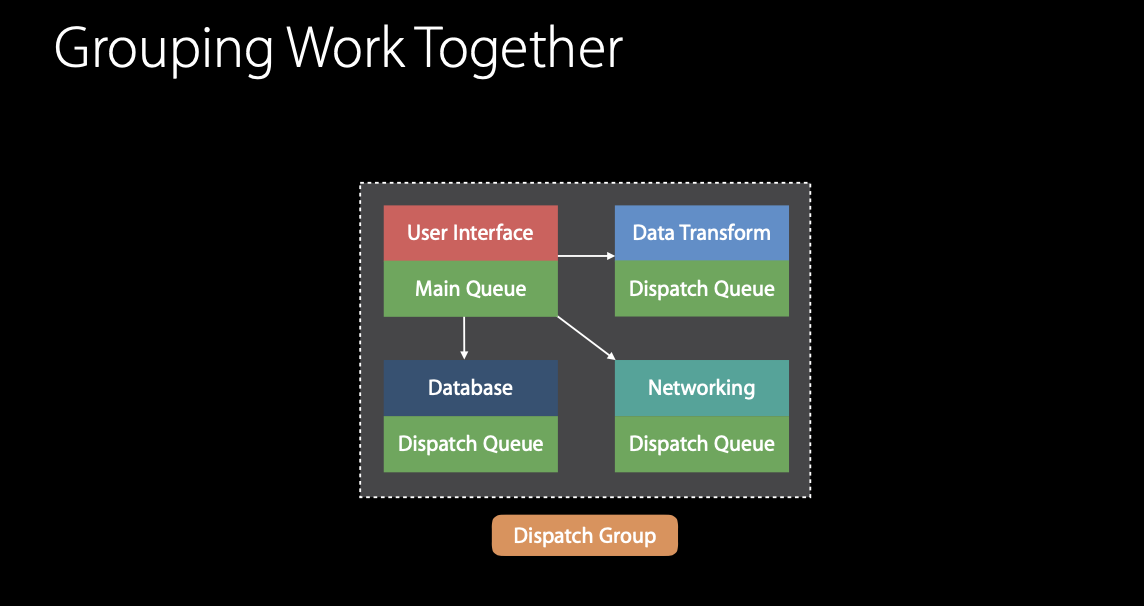 Grouping Work Together
User Interface
Main Queue
Data Transform
Dispatch Queue
Database
Dispatch Queue
Networking
Dispatch Queue
Dispatch Group